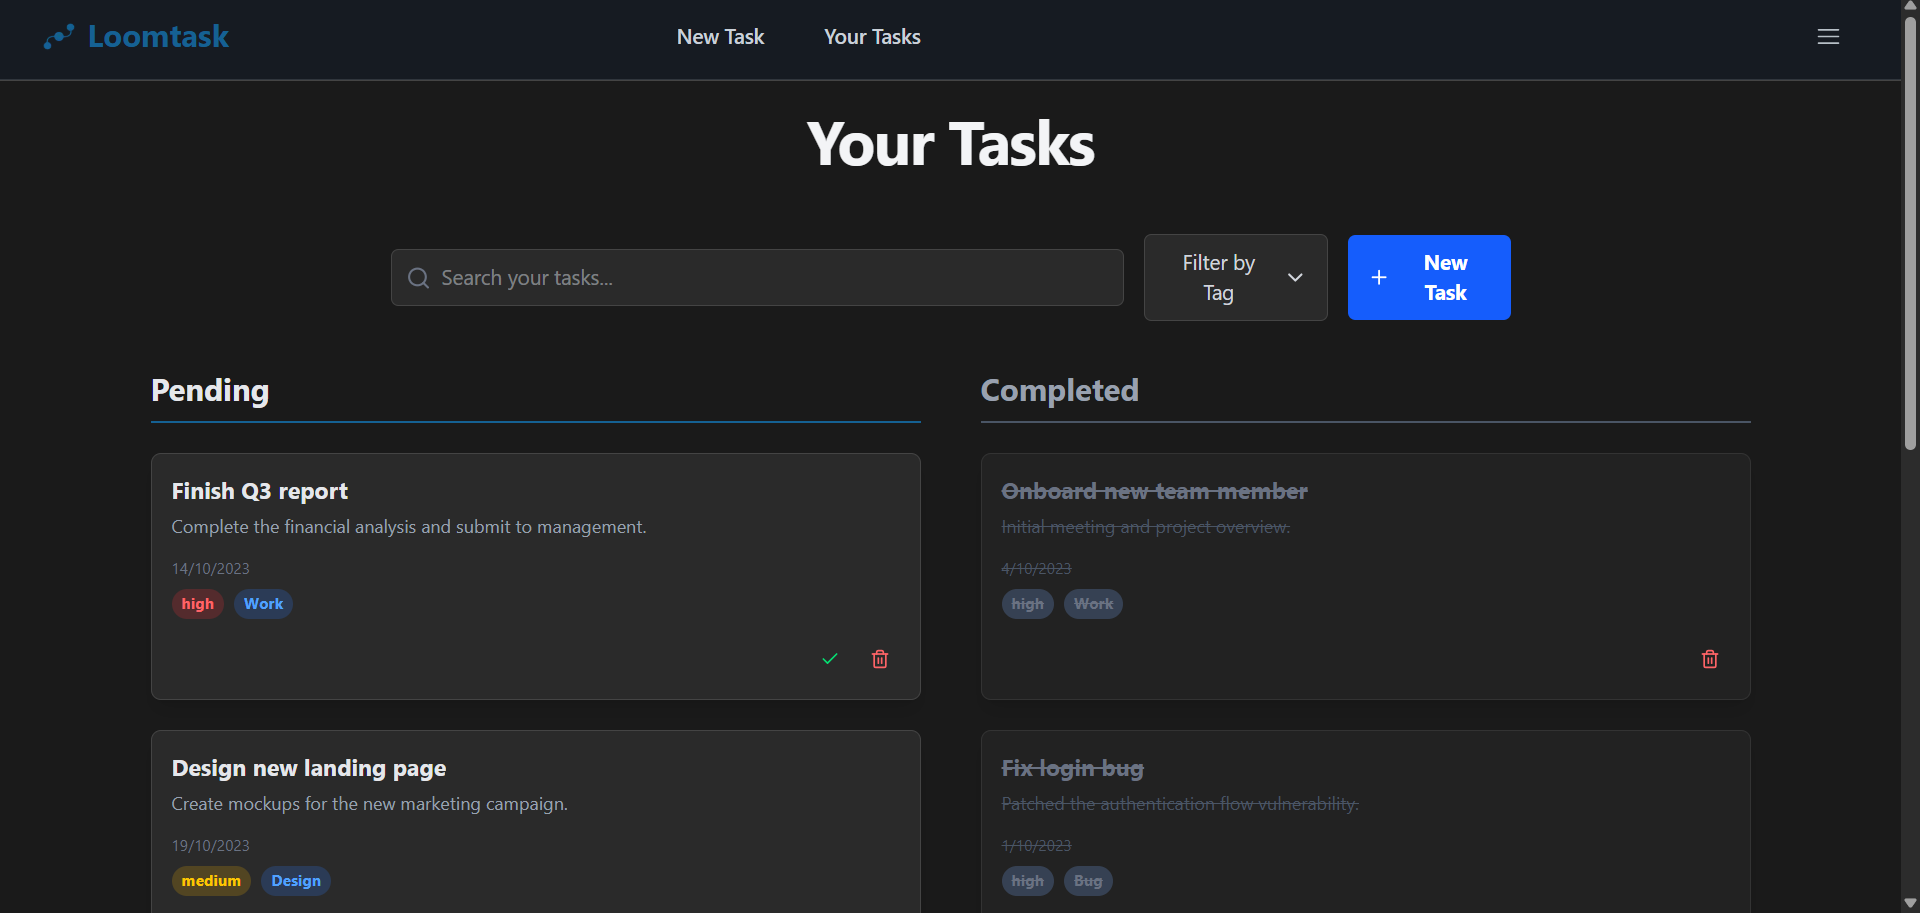 Loomtask
New Task
Your Tasks
Your Tasks
Search your tasks...
Filter by
Tag
New
Task
Pending
Finish Q3 report
Complete the financial analysis and submit to management.
14/10/2023
high Work
Design new landing page
Create mockups for the new marketing campaign.
19/10/2023
medium Design
Completed
Onboard new team member
Initial meeting and project overview.
4/10/2023
high Work
Fix login bug
Patched the authentication flow vulnerability.
1/10/2023
high Bug